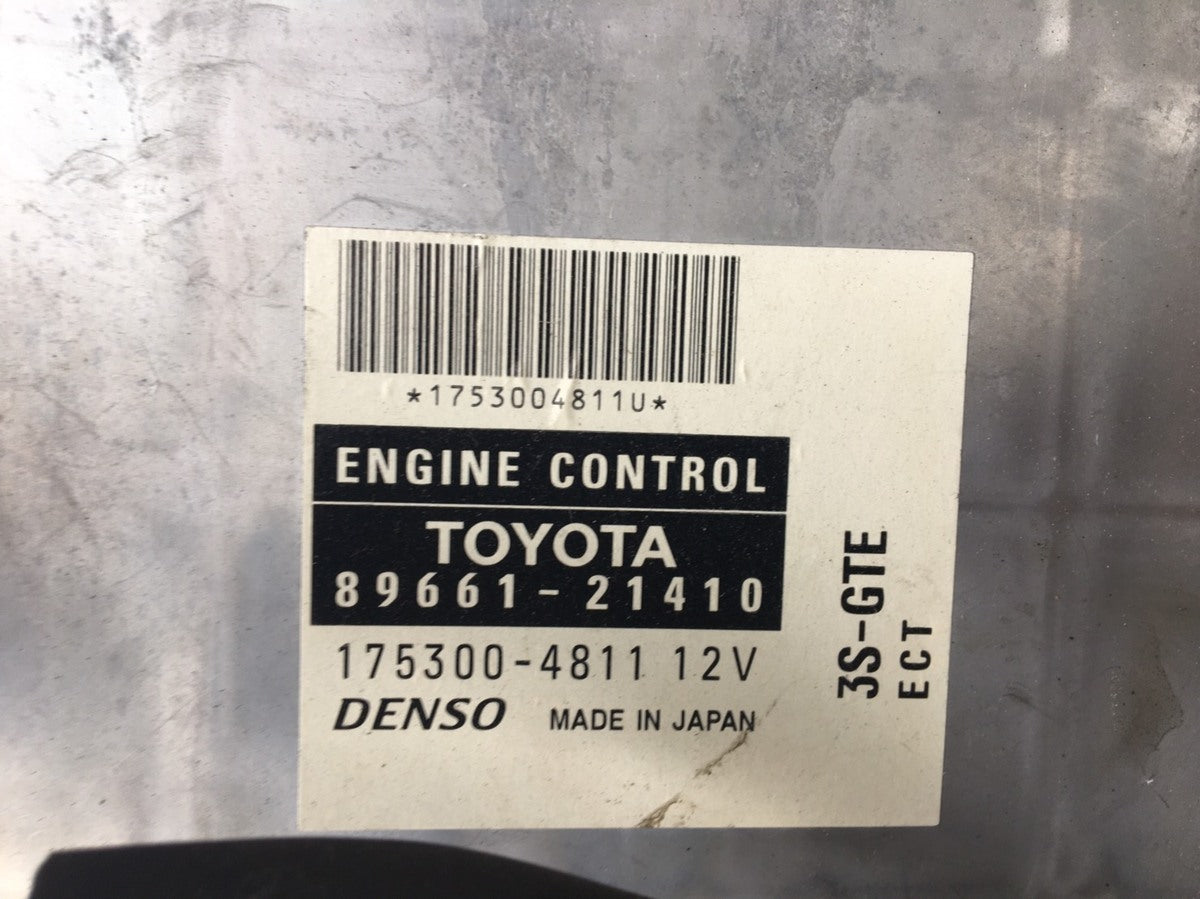 *1753004811U*
ENGINE CONTROL
TOYOTA
89661-21410
175300-4811 12V
DENSO MADE IN JAPAN
3S-GTE
ECT